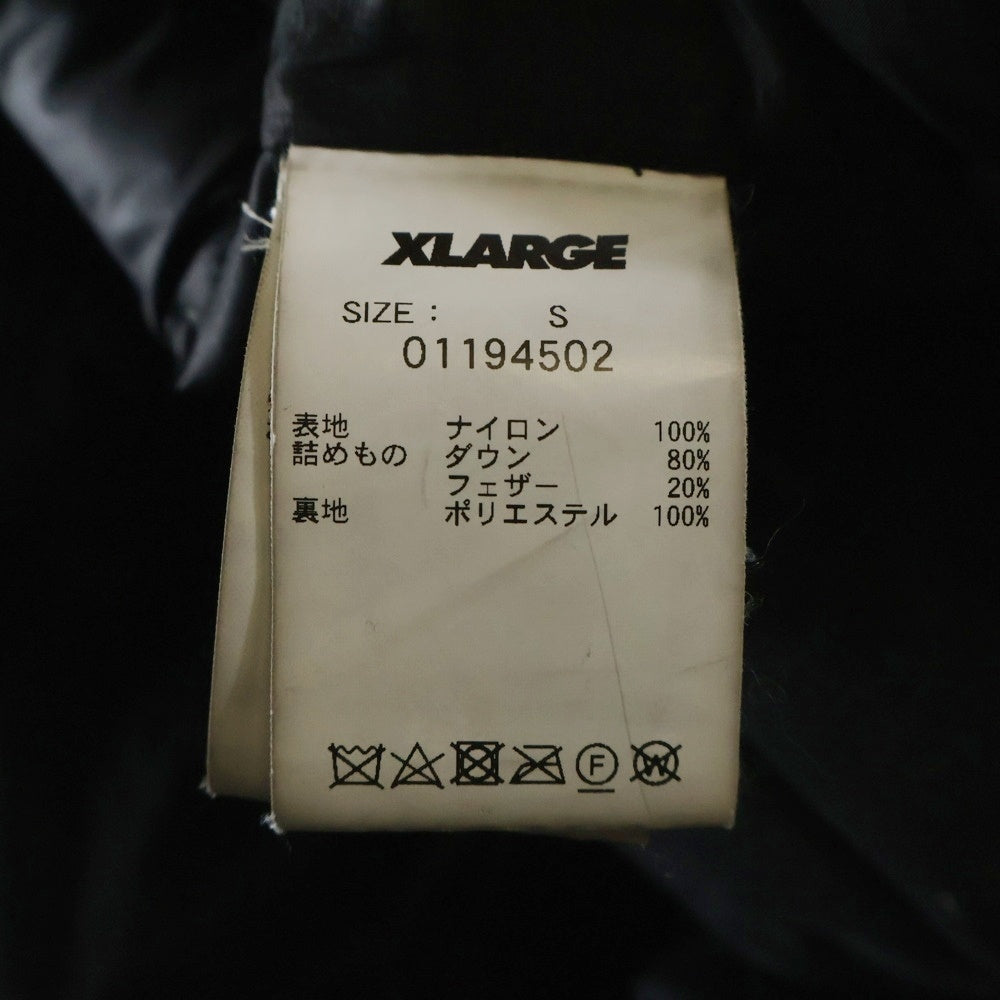 XLARGE
SIZE : S
01194502
表地 ナイロン 100%
詰めもの ダウン 80%
フェザー 20%
裏地 ポリエステル 100%
F W